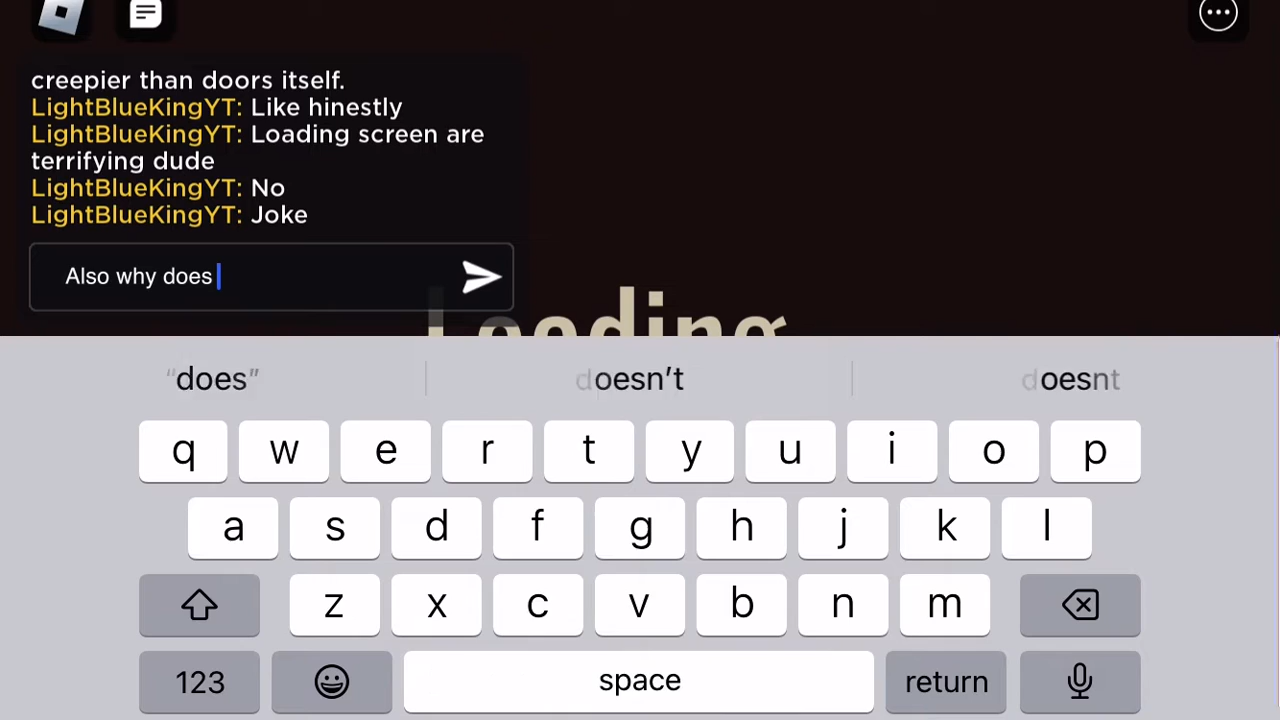 creepier than doors itself.
LightBlueKingYT: Like hinestly
LightBlueKingYT: Loading screen are
terrifying dude
LightBlueKingYT: No
LightBlueKingYT: Joke
Also why does
Loading
"does" doesn't doesnt
q w e r t y u i o p
a s d f g h j k l
z x c v b n m
123 space return